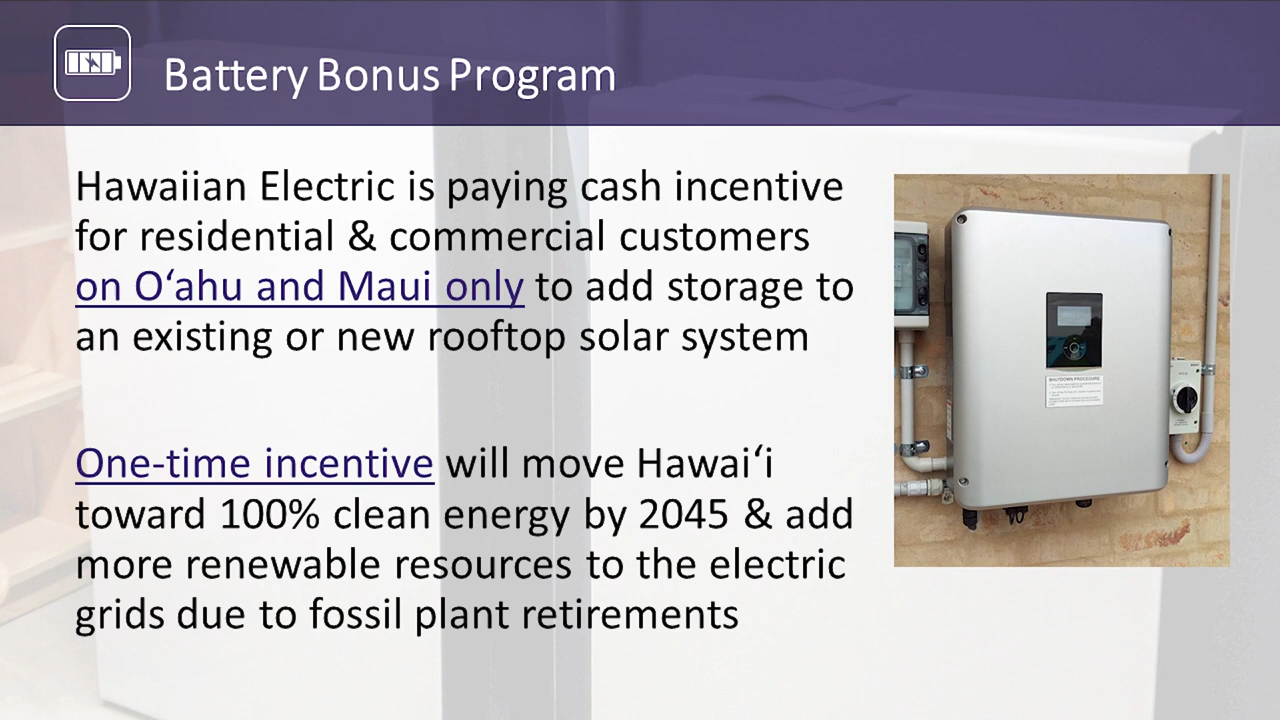 Battery Bonus Program
Hawaiian Electric is paying cash incentive
for residential & commercial customers
on Oʻahu and Maui only to add storage to
an existing or new rooftop solar system
One-time incentive will move Hawaiʻi
toward 100% clean energy by 2045 & add
more renewable resources to the electric
grids due to fossil plant retirements
SHUTDOWN PROCEDURE